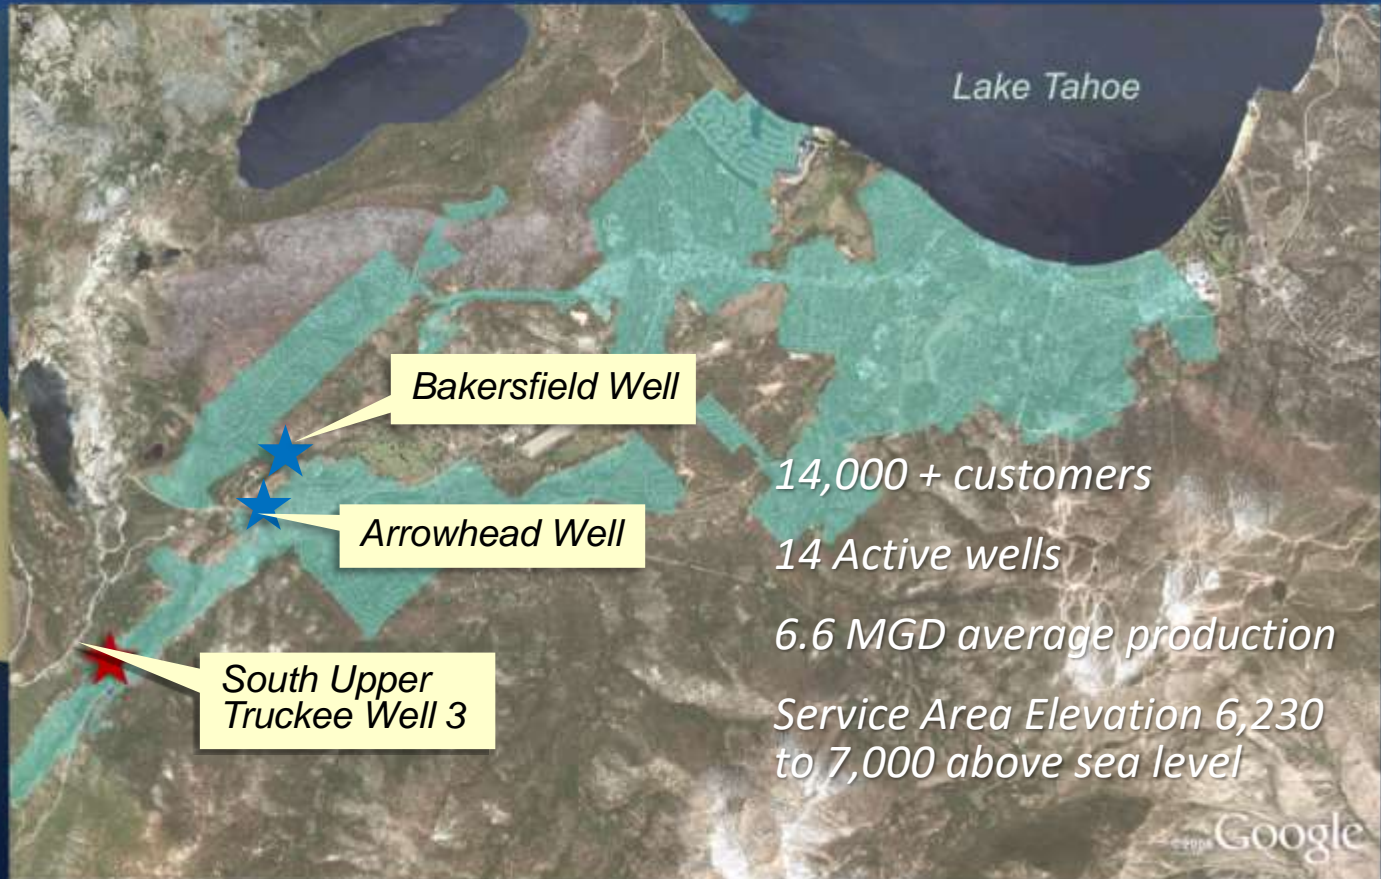 Lake Tahoe
Bakersfield Well
Arrowhead Well
South Upper
Truckee Well 3
14,000 + customers
14 Active wells
6.6 MGD average production
Service Area Elevation 6,230
to 7,000 above sea level
Google